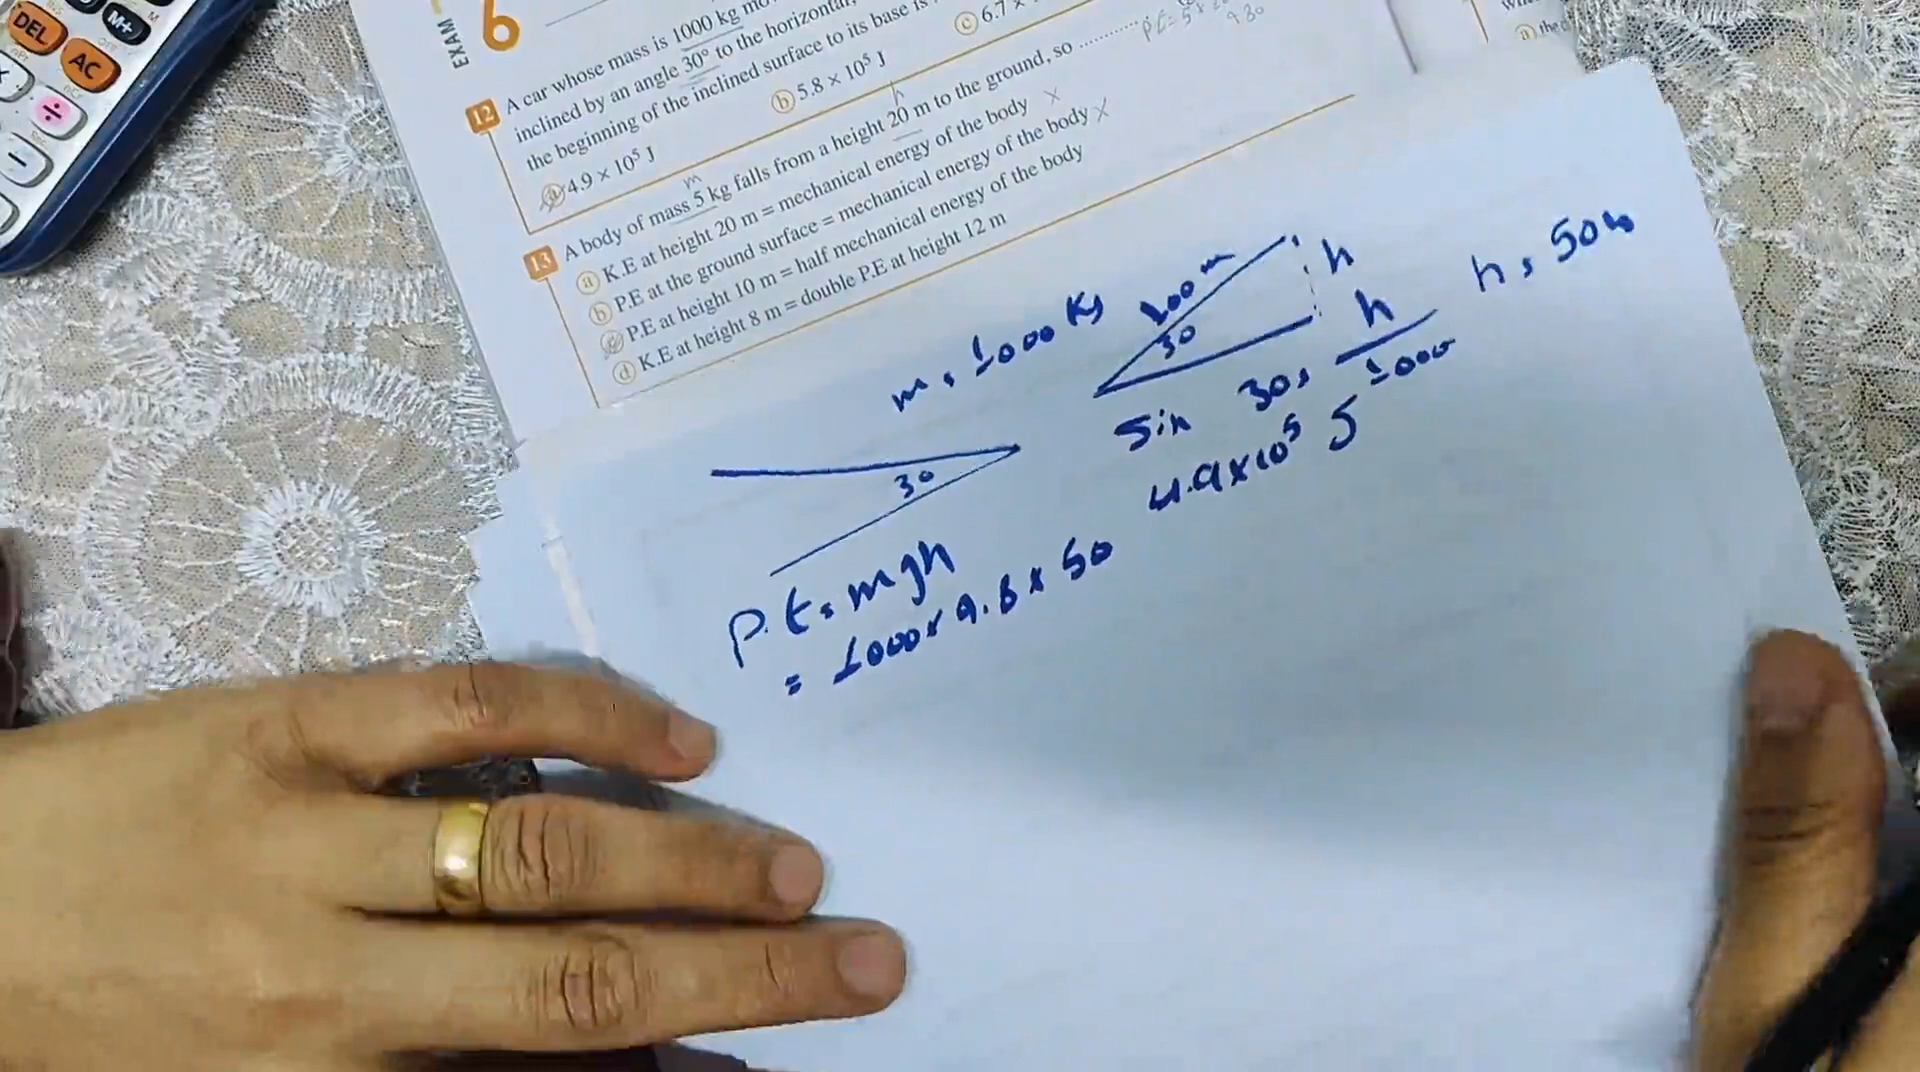 DEL
AC
M+
÷
−
EXAM
6
12 A car whose mass is 1000 kg
inclined by an angle 30° to the horizontal,
the beginning of the inclined surface to its base is
a 4.9 × 10⁵ J
b 5.8 × 10⁵ J
c 6.7 ×
13 A body of mass 5 kg falls from a height 20 m to the ground, so ............
m
h
a K.E at height 20 m = mechanical energy of the body X
b P.E at the ground surface = mechanical energy of the body X
c P.E at height 10 m = half mechanical energy of the body
d K.E at height 8 m = double P.E at height 12 m
a the
m = 1000 Kg
100 m
h
30
Sin 30 = h / 1000
h = 50 m
30
P.E = mgh
= 1000 x 9.8 x 50
4.9 x 10⁵ J